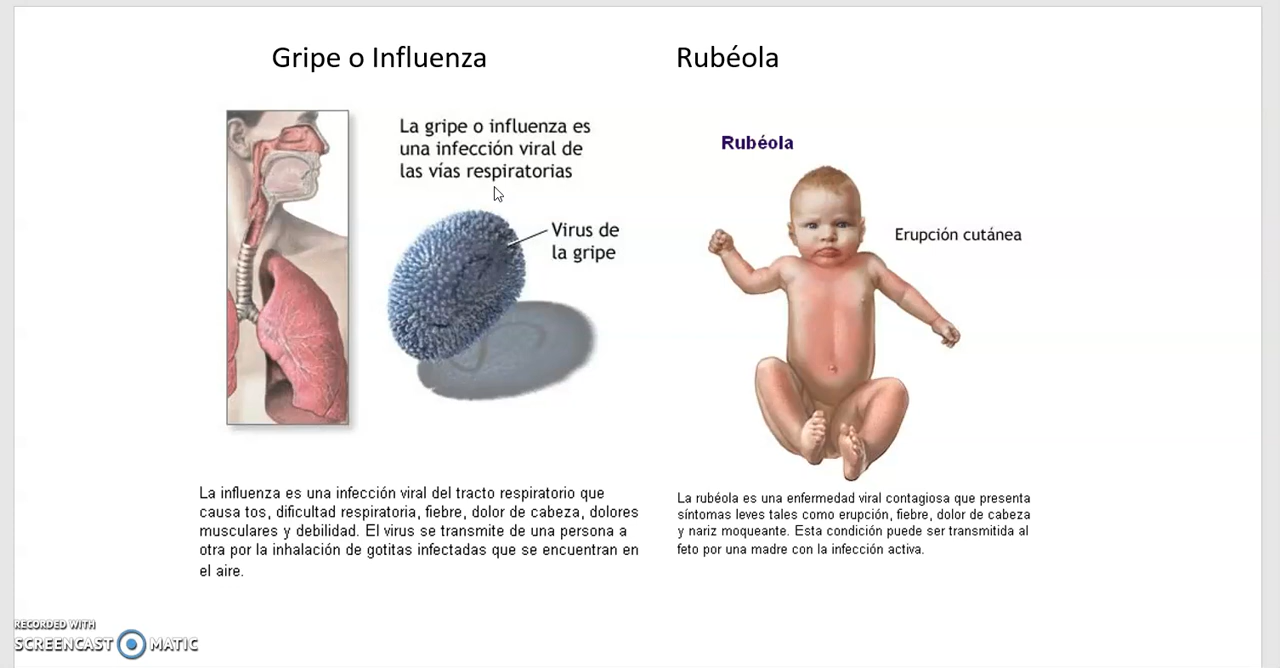 Gripe o Influenza
Rubéola
La gripe o influenza es
una infección viral de
las vías respiratorias
Virus de
la gripe
Rubéola
Erupción cutánea
La influenza es una infección viral del tracto respiratorio que
causa tos, dificultad respiratoria, fiebre, dolor de cabeza, dolores
musculares y debilidad. El virus se transmite de una persona a
otra por la inhalación de gotitas infectadas que se encuentran en
el aire.
La rubéola es una enfermedad viral contagiosa que presenta
síntomas leves tales como erupción, fiebre, dolor de cabeza
y nariz moqueante. Esta condición puede ser transmitida al
feto por una madre con la infección activa.
RECORDED WITH
SCREENCAST MATIC